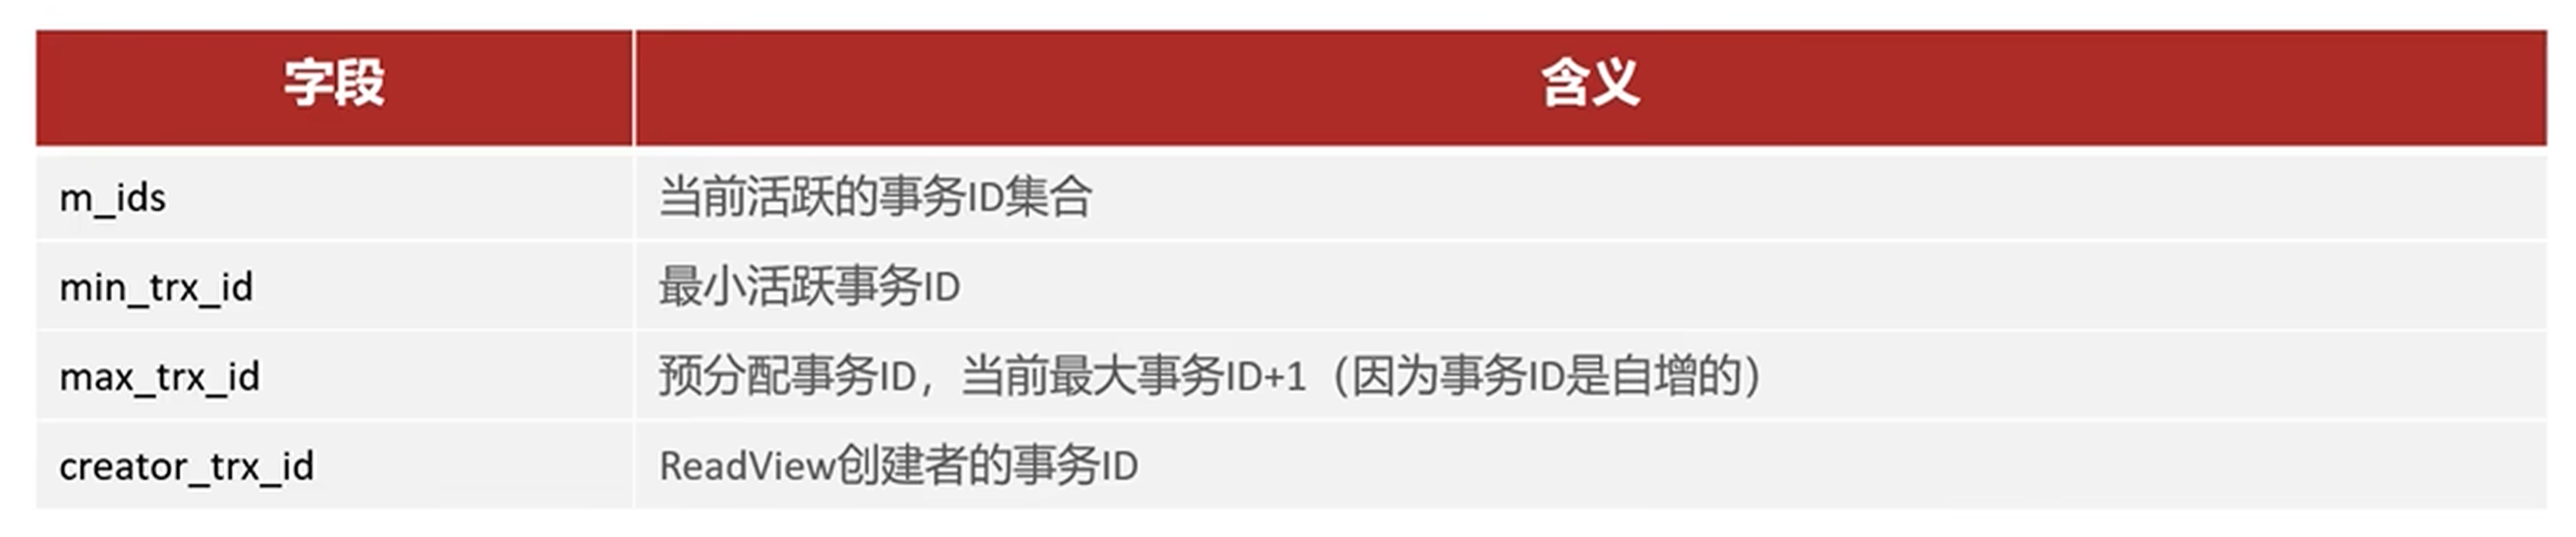 字段 含义
m_ids 当前活跃的事务ID集合
min_trx_id 最小活跃事务ID
max_trx_id 预分配事务ID，当前最大事务ID+1（因为事务ID是自增的）
creator_trx_id ReadView创建者的事务ID